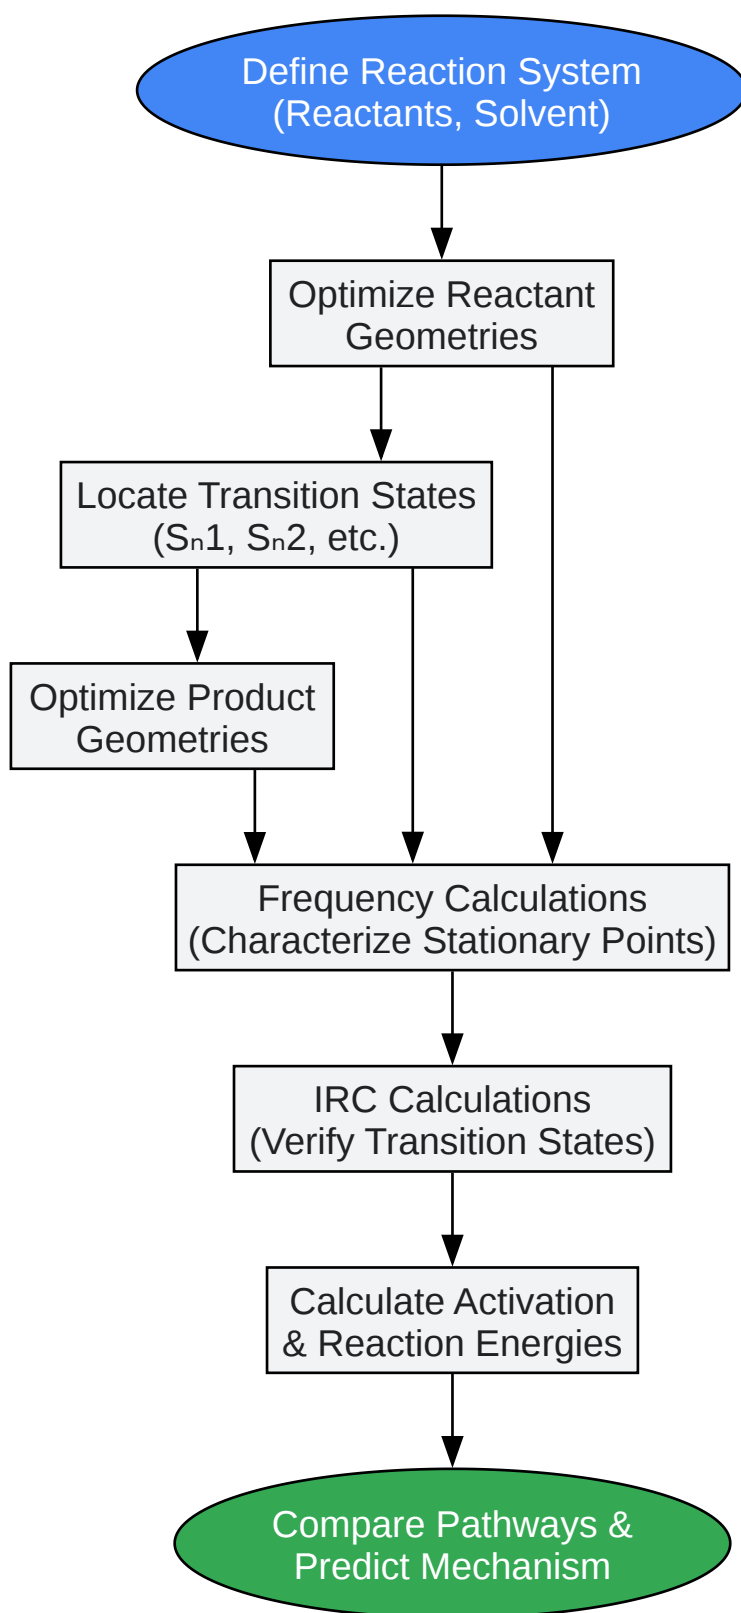 Define Reaction System
(Reactants, Solvent)
Optimize Reactant
Geometries
Locate Transition States
(Sₙ1, Sₙ2, etc.)
Optimize Product
Geometries
Frequency Calculations
(Characterize Stationary Points)
IRC Calculations
(Verify Transition States)
Calculate Activation
& Reaction Energies
Compare Pathways &
Predict Mechanism